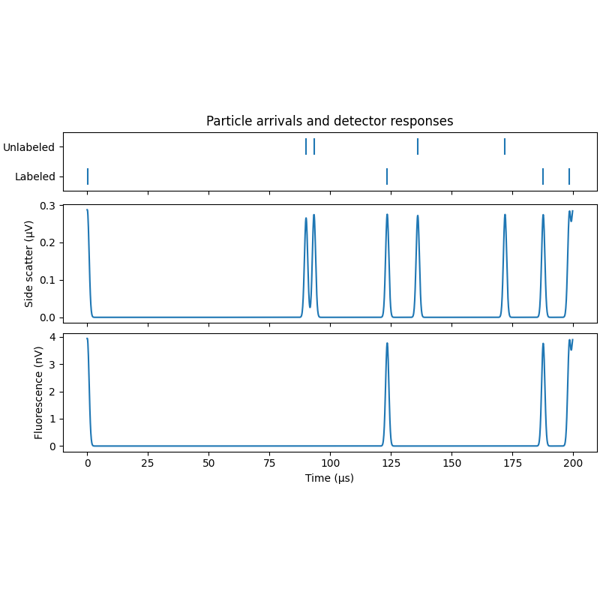 Particle arrivals and detector responses
Unlabeled
Labeled
0.3
0.2
0.1
0.0
Side scatter (µV)
4
3
2
1
0
Fluorescence (nV)
0 25 50 75 100 125 150 175 200
Time (µs)